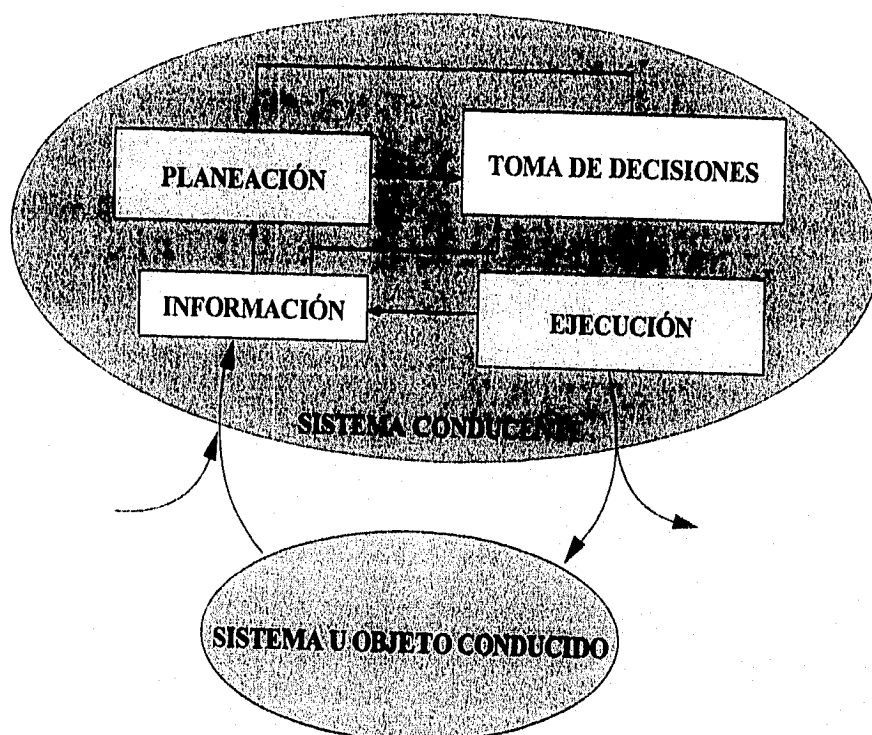 PLANEACIÓN
TOMA DE DECISIONES
INFORMACIÓN
EJECUCIÓN
SISTEMA CONDUCENTE
SISTEMA U OBJETO CONDUCIDO